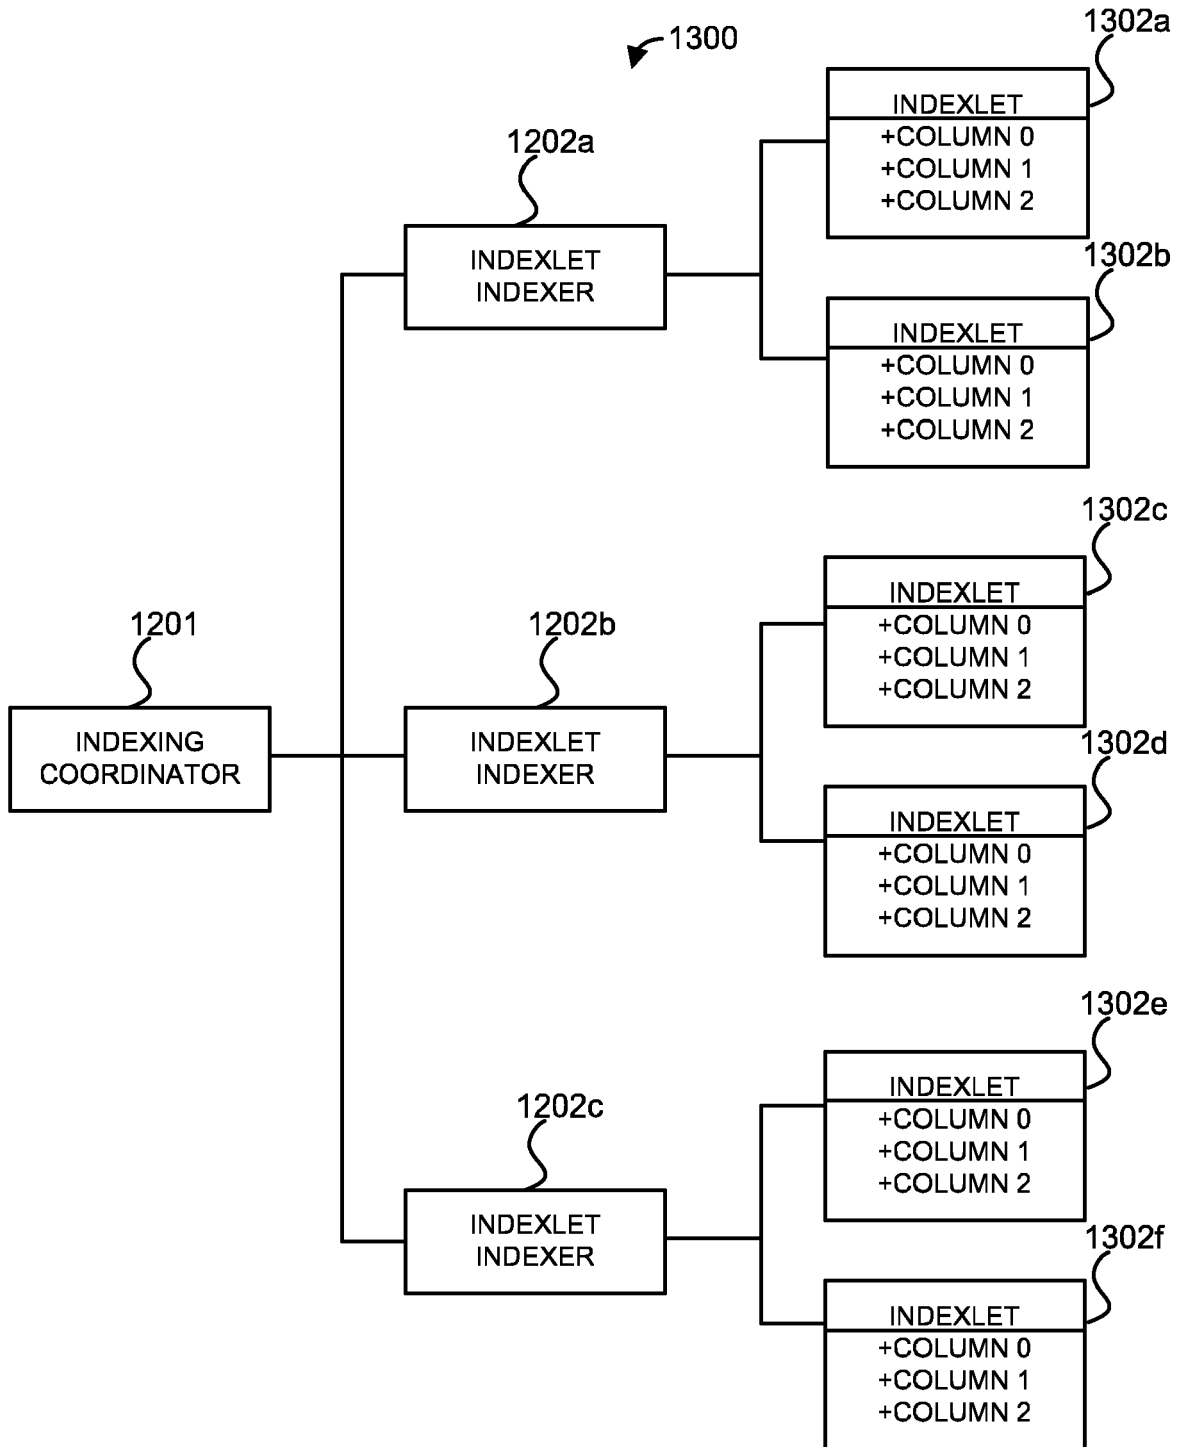 1300
1302a
INDEXLET
+COLUMN 0
+COLUMN 1
+COLUMN 2
1202a
INDEXLET
INDEXER
1302b
INDEXLET
+COLUMN 0
+COLUMN 1
+COLUMN 2
1302c
INDEXLET
+COLUMN 0
+COLUMN 1
+COLUMN 2
1201
INDEXING
COORDINATOR
1202b
INDEXLET
INDEXER
1302d
INDEXLET
+COLUMN 0
+COLUMN 1
+COLUMN 2
1302e
INDEXLET
+COLUMN 0
+COLUMN 1
+COLUMN 2
1202c
INDEXLET
INDEXER
1302f
INDEXLET
+COLUMN 0
+COLUMN 1
+COLUMN 2